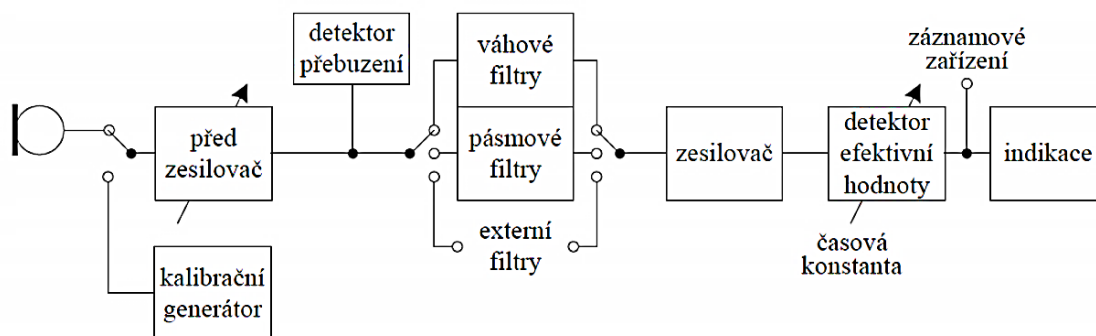 detektor
přebuzení
váhové
filtry
záznamové
zařízení
před
zesilovač
pásmové
filtry
zesilovač
detektor
efektivní
hodnoty
indikace
externí
filtry
časová
konstanta
kalibrační
generátor